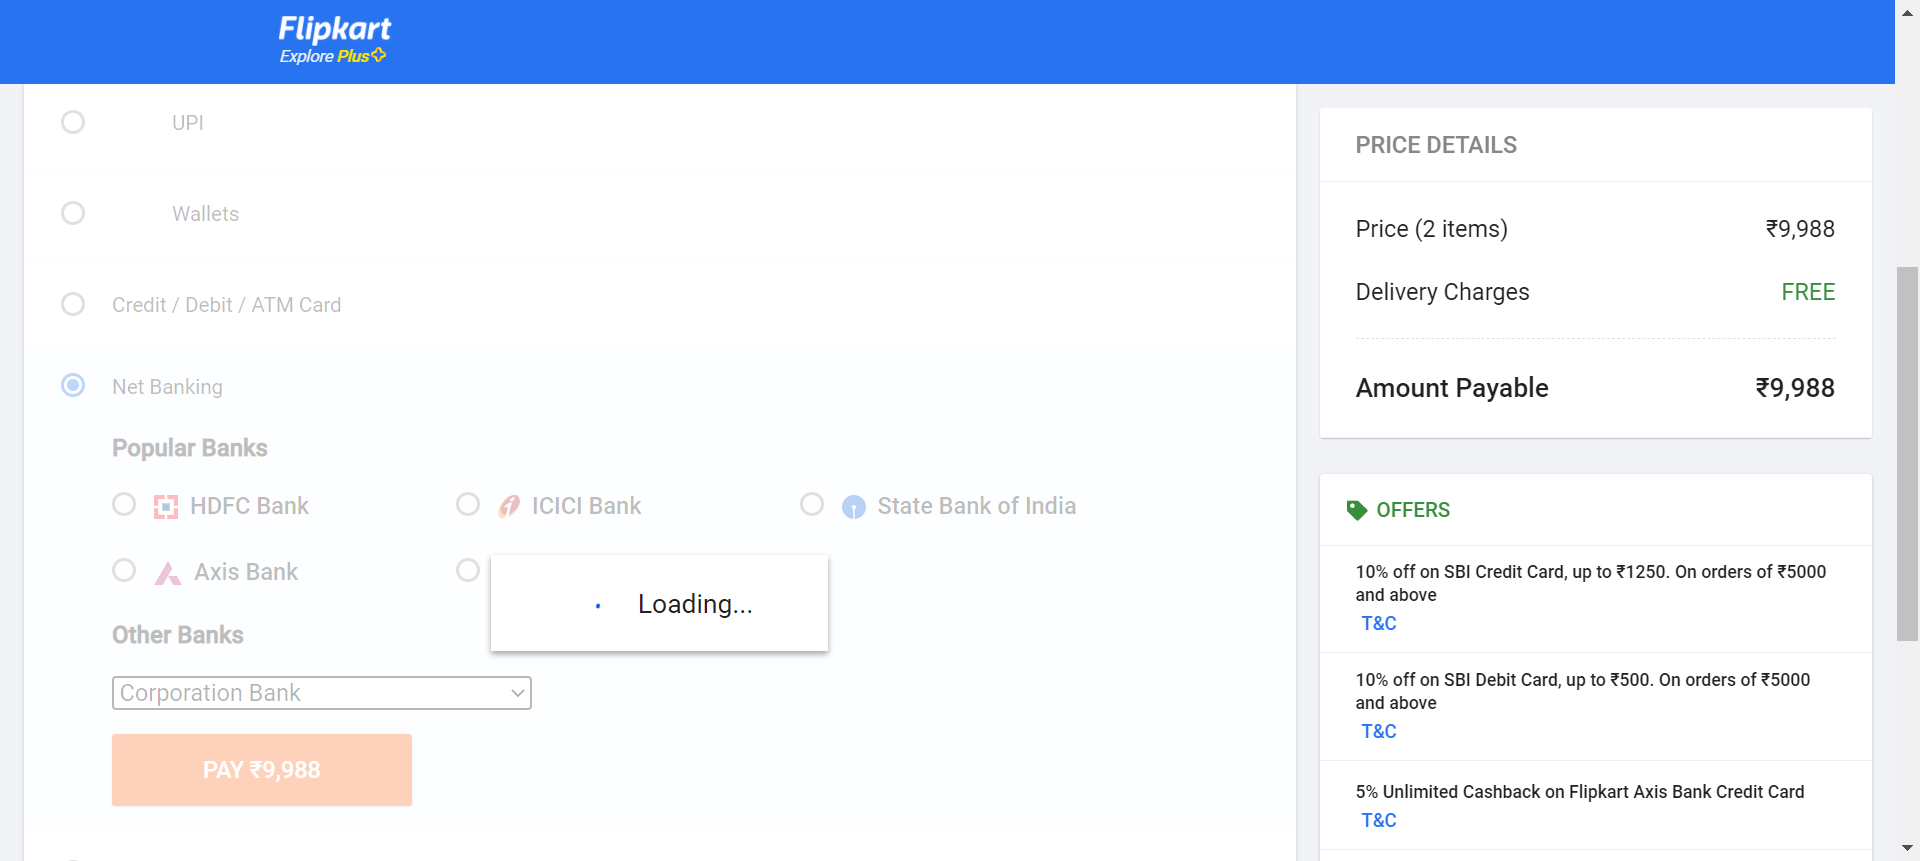 Flipkart
Explore Plus
UPI
Wallets
Credit / Debit / ATM Card
Net Banking
Popular Banks
HDFC Bank
ICICI Bank
State Bank of India
Axis Bank
Loading...
Other Banks
Corporation Bank
PAY ₹9,988
PRICE DETAILS
Price (2 items) ₹9,988
Delivery Charges FREE
Amount Payable ₹9,988
OFFERS
10% off on SBI Credit Card, up to ₹1250. On orders of ₹5000
and above
T&C
10% off on SBI Debit Card, up to ₹500. On orders of ₹5000
and above
T&C
5% Unlimited Cashback on Flipkart Axis Bank Credit Card
T&C